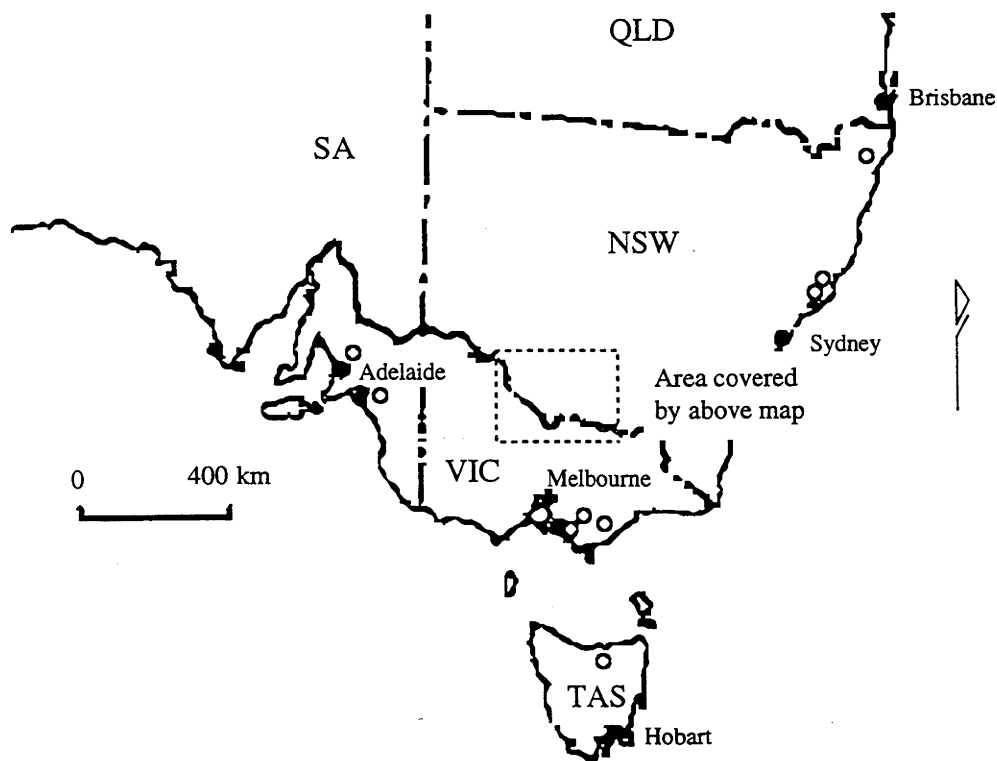 QLD
Brisbane
SA
NSW
Sydney
Adelaide
Area covered
by above map
VIC
0 400 km
Melbourne
TAS
Hobart